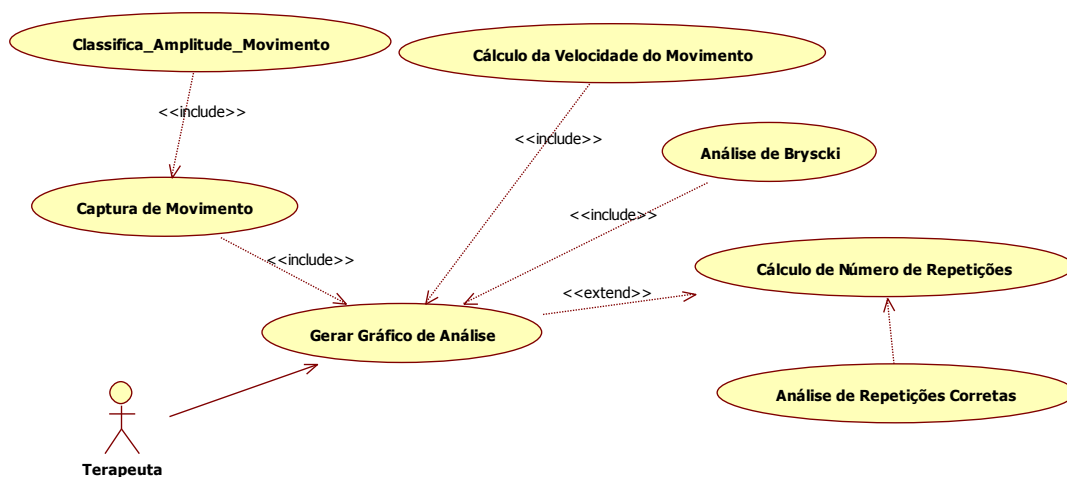 Classifica_Amplitude_Movimento
Cálculo da Velocidade do Movimento
<<include>>
<<include>>
Análise de Bryscki
Captura de Movimento
<<include>>
<<include>>
Cálculo de Número de Repetições
<<extend>>
Gerar Gráfico de Análise
Análise de Repetições Corretas
Terapeuta